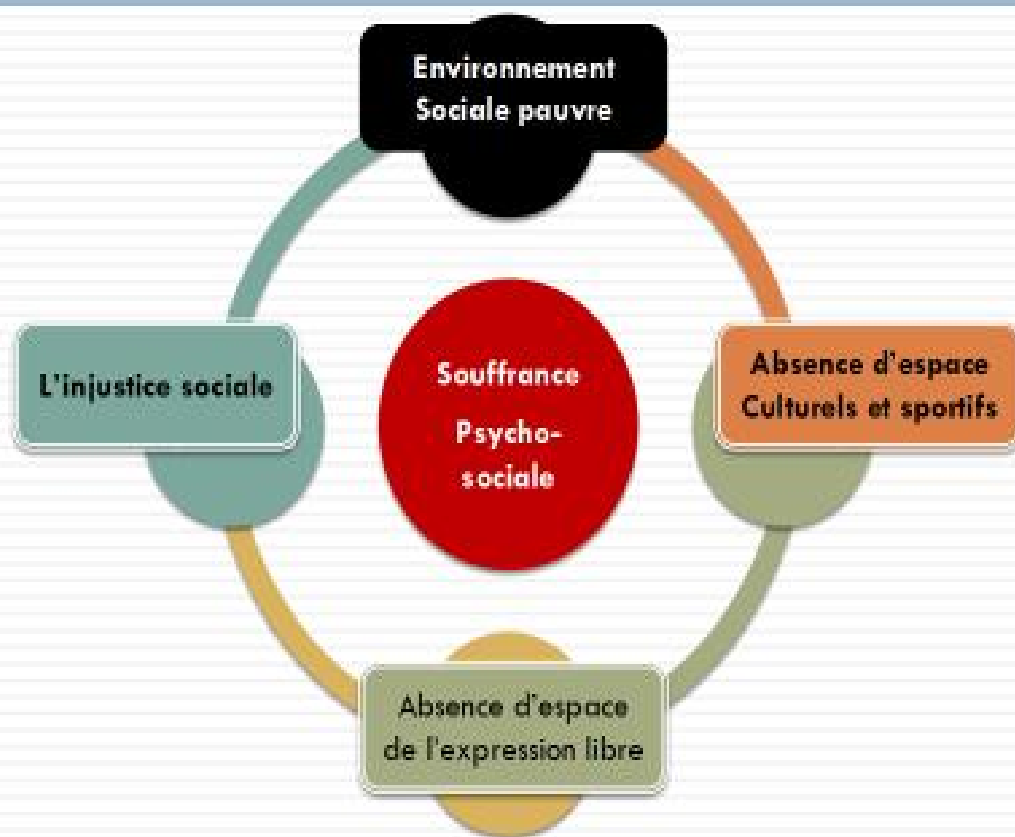 Environnement
Sociale pauvre
L'injustice sociale
Souffrance
Psycho-
sociale
Absence d'espace
Culturels et sportifs
Absence d'espace
de l'expression libre